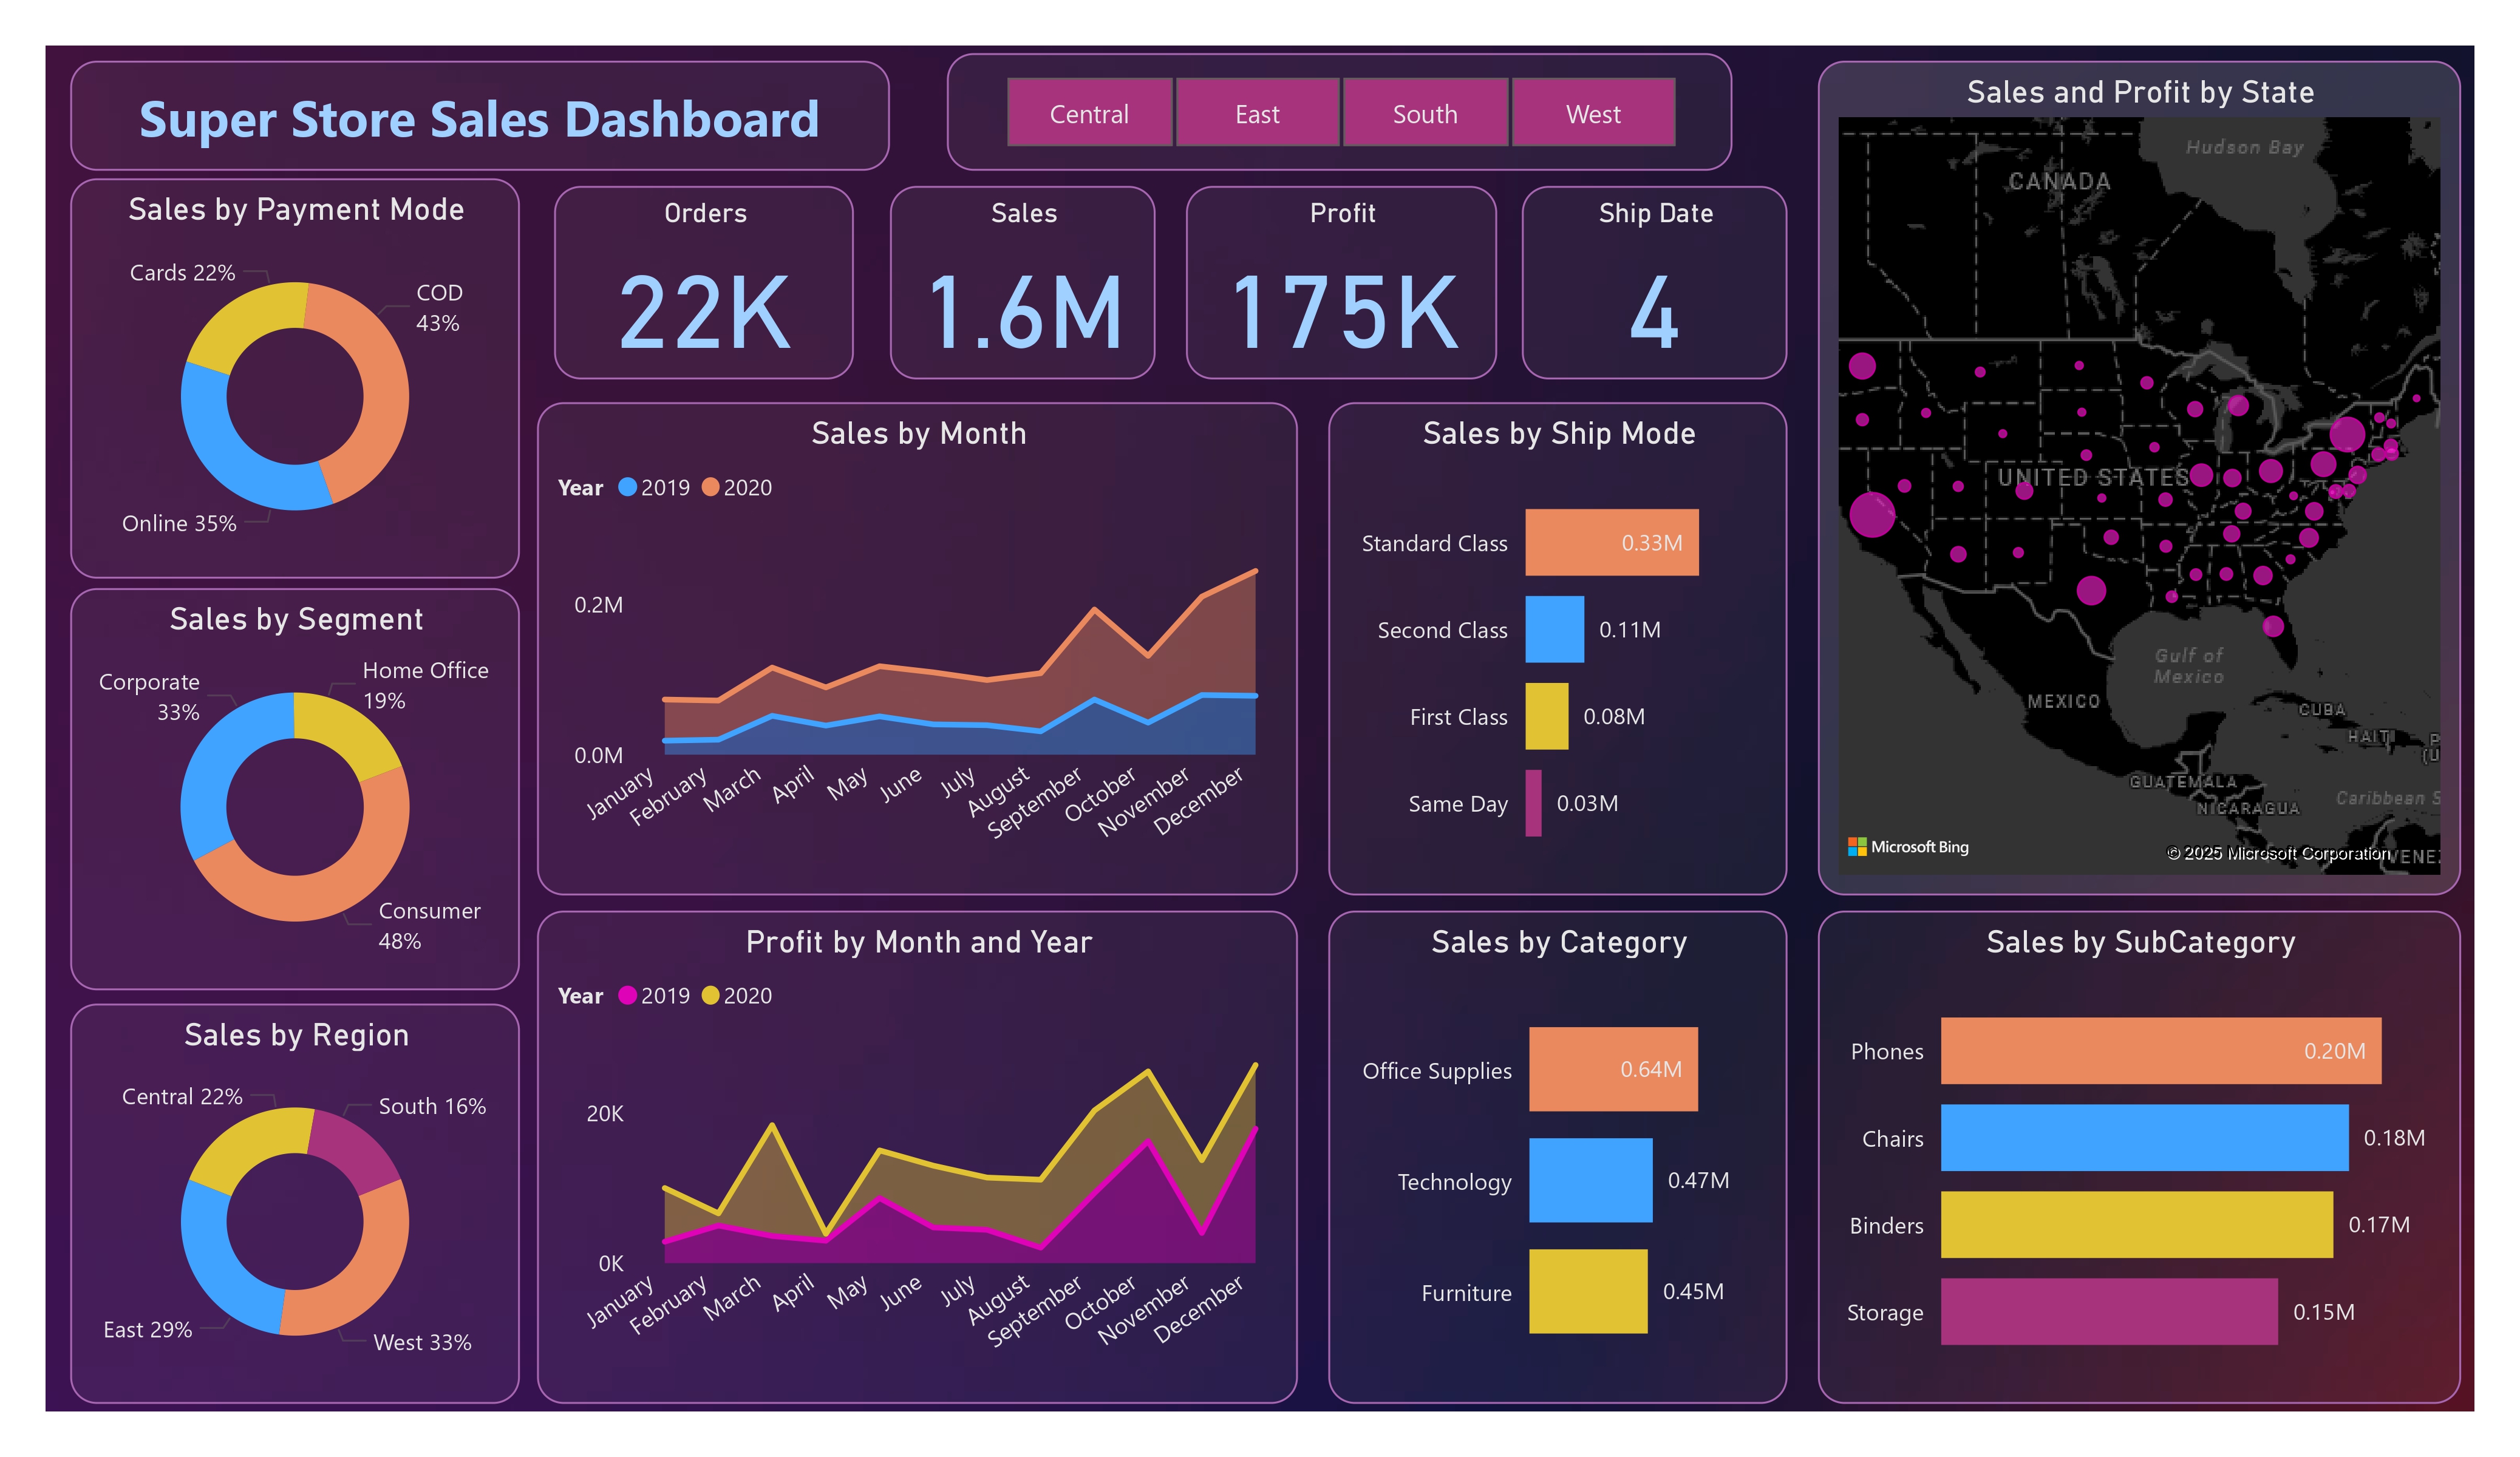 Super Store Sales Dashboard
Central
East
South
West
Sales by Payment Mode
Cards 22%
COD
43%
Online 35%
Orders
22K
Sales
1.6M
Profit
175K
Ship Date
4
Sales and Profit by State
Hudson Bay
CANADA
UNITED STATES
Gulf of
Mexico
MEXICO
CUBA
HAITI
GUATEMALA
NICARAGUA
Caribbean S
Microsoft Bing
© 2025 Microsoft Corporation
Sales by Segment
Corporate
33%
Home Office
19%
Consumer
48%
Sales by Month
Year 2019 2020
0.2M
0.0M
January
February
March
April
May
June
July
August
September
October
November
December
Sales by Ship Mode
Standard Class 0.33M
Second Class 0.11M
First Class 0.08M
Same Day 0.03M
Sales by Region
Central 22%
South 16%
East 29%
West 33%
Profit by Month and Year
Year 2019 2020
20K
0K
January
February
March
April
May
June
July
August
September
October
November
December
Sales by Category
Office Supplies 0.64M
Technology 0.47M
Furniture 0.45M
Sales by SubCategory
Phones 0.20M
Chairs 0.18M
Binders 0.17M
Storage 0.15M